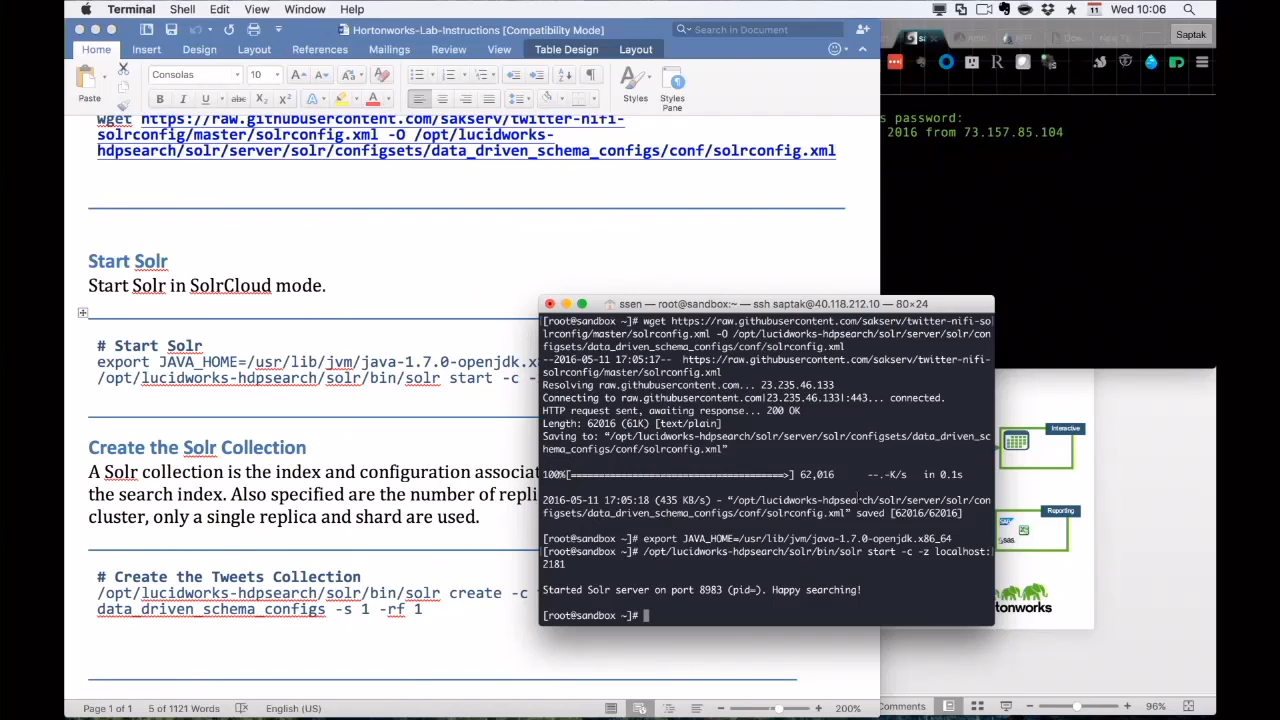 Terminal Shell Edit View Window Help
11 Wed 10:06
Hortonworks-Lab-Instructions [Compatibility Mode]
Search in Document
Saptak
Home Insert Design Layout References Mailings Review View Table Design Layout
Paste
Consolas 10
Styles
Styles Pane
wget https://raw.githubusercontent.com/sakserv/twitter-nifi-
solrconfig/master/solrconfig.xml -O /opt/lucidworks-
hdpsearch/solr/server/solr/configsets/data_driven_schema_configs/conf/solrconfig.xml
s password:
2016 from 73.157.85.104
Start Solr
Start Solr in SolrCloud mode.
# Start Solr
export JAVA_HOME=/usr/lib/jvm/java-1.7.0-openjdk.x
/opt/lucidworks-hdpsearch/solr/bin/solr start -c -
Create the Solr Collection
A Solr collection is the index and configuration associat
the search index. Also specified are the number of repli
cluster, only a single replica and shard are used.
# Create the Tweets Collection
/opt/lucidworks-hdpsearch/solr/bin/solr create -c
data_driven_schema_configs -s 1 -rf 1
ssen — root@sandbox:~ — ssh saptak@40.118.212.10 — 80×24
[root@sandbox ~]# wget https://raw.githubusercontent.com/sakserv/twitter-nifi-so
lrconfig/master/solrconfig.xml -O /opt/lucidworks-hdpsearch/solr/server/solr/con
figsets/data_driven_schema_configs/conf/solrconfig.xml
--2016-05-11 17:05:17-- https://raw.githubusercontent.com/sakserv/twitter-nifi-
solrconfig/master/solrconfig.xml
Resolving raw.githubusercontent.com... 23.235.46.133
Connecting to raw.githubusercontent.com|23.235.46.133|:443... connected.
HTTP request sent, awaiting response... 200 OK
Length: 62016 (61K) [text/plain]
Saving to: “/opt/lucidworks-hdpsearch/solr/server/solr/configsets/data_driven_sc
hema_configs/conf/solrconfig.xml”
100%[======================================>] 62,016 --.-K/s in 0.1s
2016-05-11 17:05:18 (435 KB/s) - “/opt/lucidworks-hdpsearch/solr/server/solr/con
figsets/data_driven_schema_configs/conf/solrconfig.xml” saved [62016/62016]
[root@sandbox ~]# export JAVA_HOME=/usr/lib/jvm/java-1.7.0-openjdk.x86_64
[root@sandbox ~]# /opt/lucidworks-hdpsearch/solr/bin/solr start -c -z localhost:
2181
Started Solr server on port 8983 (pid=). Happy searching!
[root@sandbox ~]#
Interactive
Reporting
SAP
sas.
tonworks
Page 1 of 1 5 of 1121 Words English (US) 200%
Comments 96%